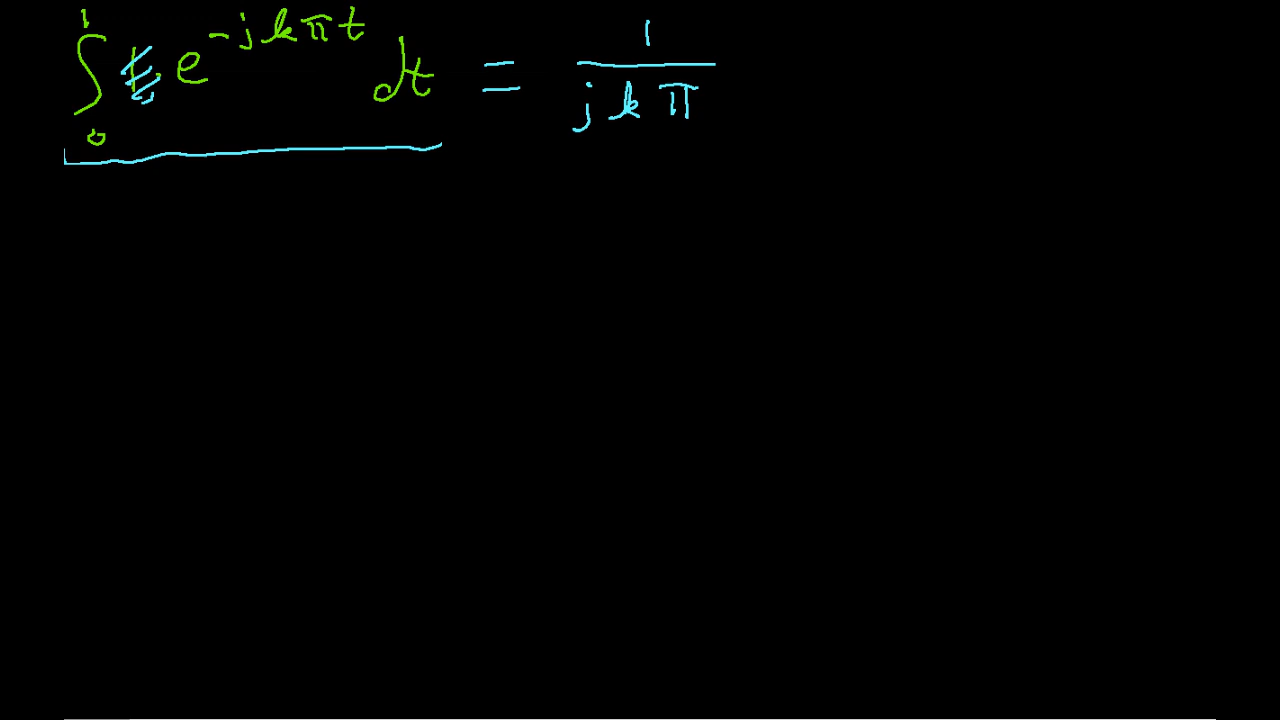 ∫₀¹ t e^{-jkπt} dt = 1/(jkπ)